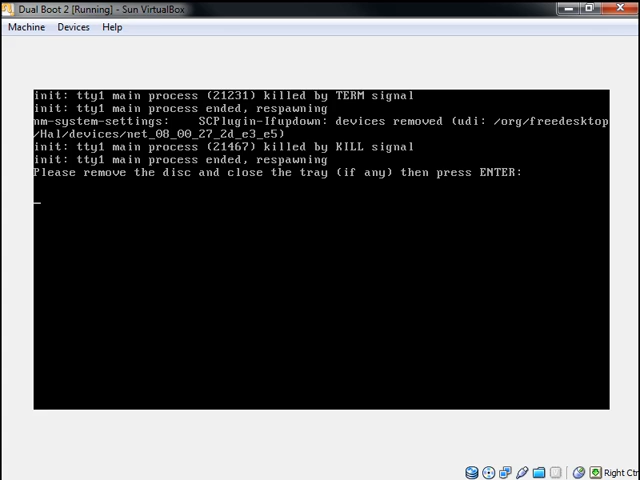 Dual Boot 2 [Running] - Sun VirtualBox
Machine Devices Help
init: tty1 main process (21231) killed by TERM signal
init: tty1 main process ended, respawning
nm-system-settings: SCPlugin-Ifupdown: devices removed (udi: /org/freedesktop
/Hal/devices/net_08_00_27_2d_e3_e5)
init: tty1 main process (21467) killed by KILL signal
init: tty1 main process ended, respawning
Please remove the disc and close the tray (if any) then press ENTER:
Right Ctr